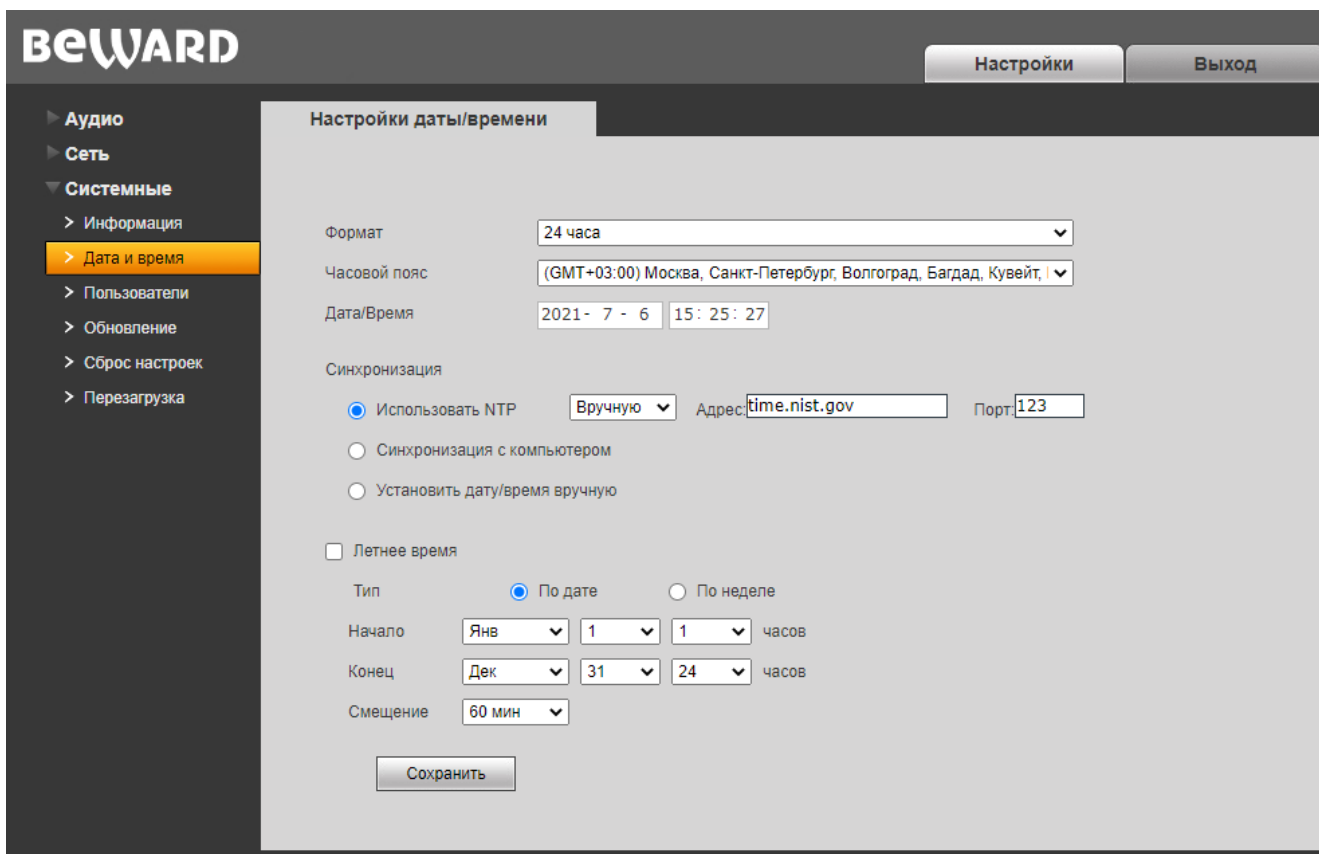 BEWARD
Настройки Выход
Аудио
Сеть
Системные
Информация
Дата и время
Пользователи
Обновление
Сброс настроек
Перезагрузка
Настройки даты/времени
Формат 24 часа
Часовой пояс (GMT+03:00) Москва, Санкт-Петербург, Волгоград, Багдад, Кувейт,
Дата/Время 2021- 7 - 6 15: 25: 27
Синхронизация
Использовать NTP Вручную Адрес: time.nist.gov Порт: 123
Синхронизация с компьютером
Установить дату/время вручную
Летнее время
Тип По дате По неделе
Начало Янв 1 1 часов
Конец Дек 31 24 часов
Смещение 60 мин
Сохранить